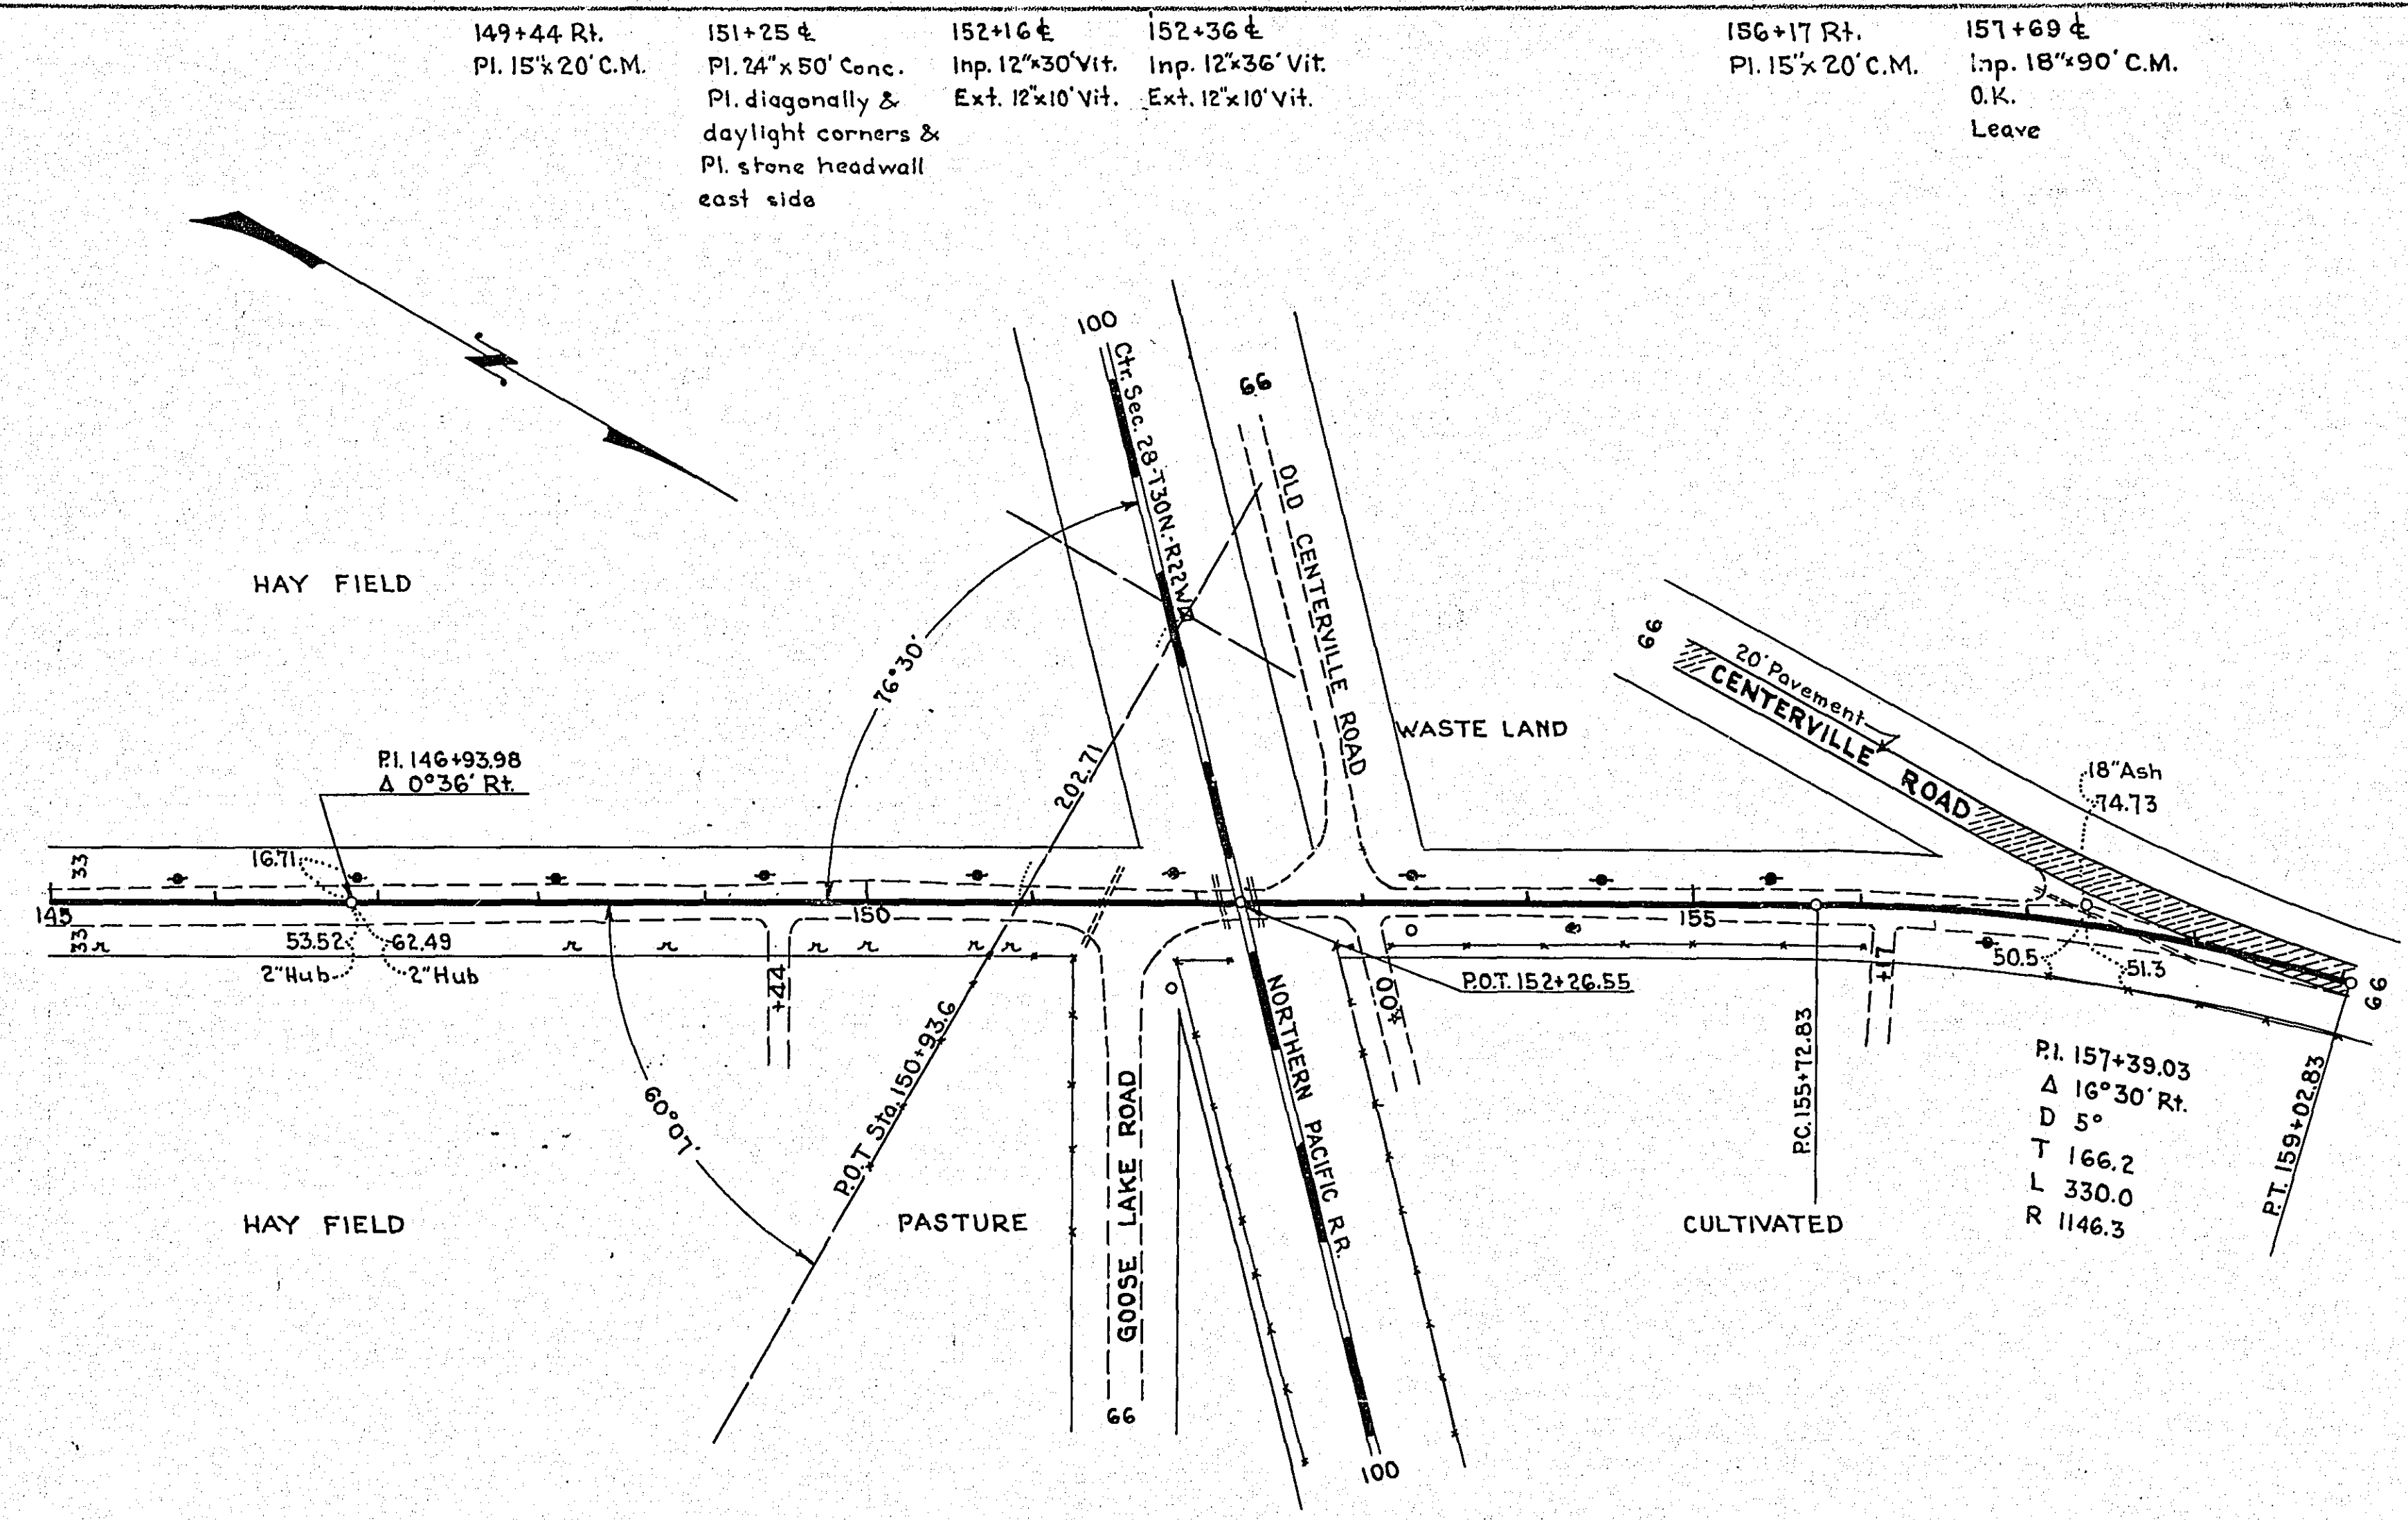 149+44 Rt.
Pl. 15"x 20' C.M.
151+25 ℄
Pl. 24" x 50' Conc.
Pl. diagonally &
daylight corners &
Pl. stone headwall
east side
152+16 ℄
Inp. 12"x30' Vit.
Ext. 12"x10' Vit.
152+36 ℄
Inp. 12"x36' Vit.
Ext. 12"x10' Vit.
156+17 Rt.
Pl. 15"x 20' C.M.
157+69 ℄
Inp. 18"x90' C.M.
O.K.
Leave
N
100
Ctr. Sec. 28-T30N.-R22W
66
OLD CENTERVILLE ROAD
HAY FIELD
76°30'
66
20' Pavement
CENTERVILLE ROAD
WASTE LAND
P.I. 146+93.98
Δ 0°36' Rt.
202.71
18" Ash
74.73
33
16.71
145
150
155
33
53.52
62.49
2" Hub
2" Hub
+44
P.O.T. 152+26.55
+00
+17
50.5
51.3
66
NORTHERN PACIFIC R.R.
P.O.T. Sta. 150+93.6
60°07'
GOOSE LAKE ROAD
P.C. 155+72.83
P.I. 157+39.03
Δ 16°30' Rt.
D 5°
T 166.2
L 330.0
R 1146.3
P.T. 159+02.83
HAY FIELD
PASTURE
CULTIVATED
66
100